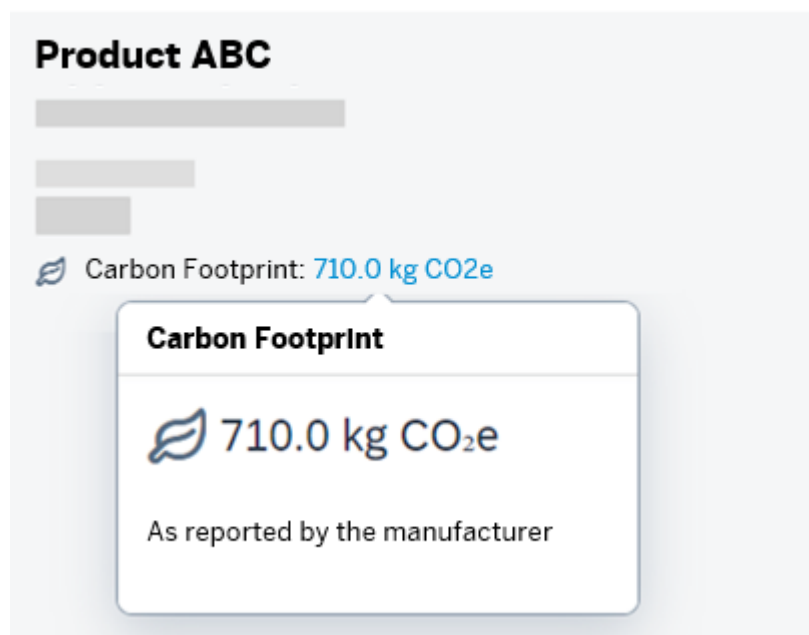 Product ABC
Carbon Footprint: 710.0 kg CO2e
Carbon Footprint
710.0 kg CO₂e
As reported by the manufacturer